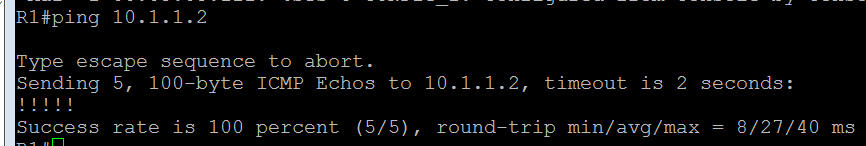 R1#ping 10.1.1.2
Type escape sequence to abort.
Sending 5, 100-byte ICMP Echos to 10.1.1.2, timeout is 2 seconds:
!!!!!
Success rate is 100 percent (5/5), round-trip min/avg/max = 8/27/40 ms
R1#